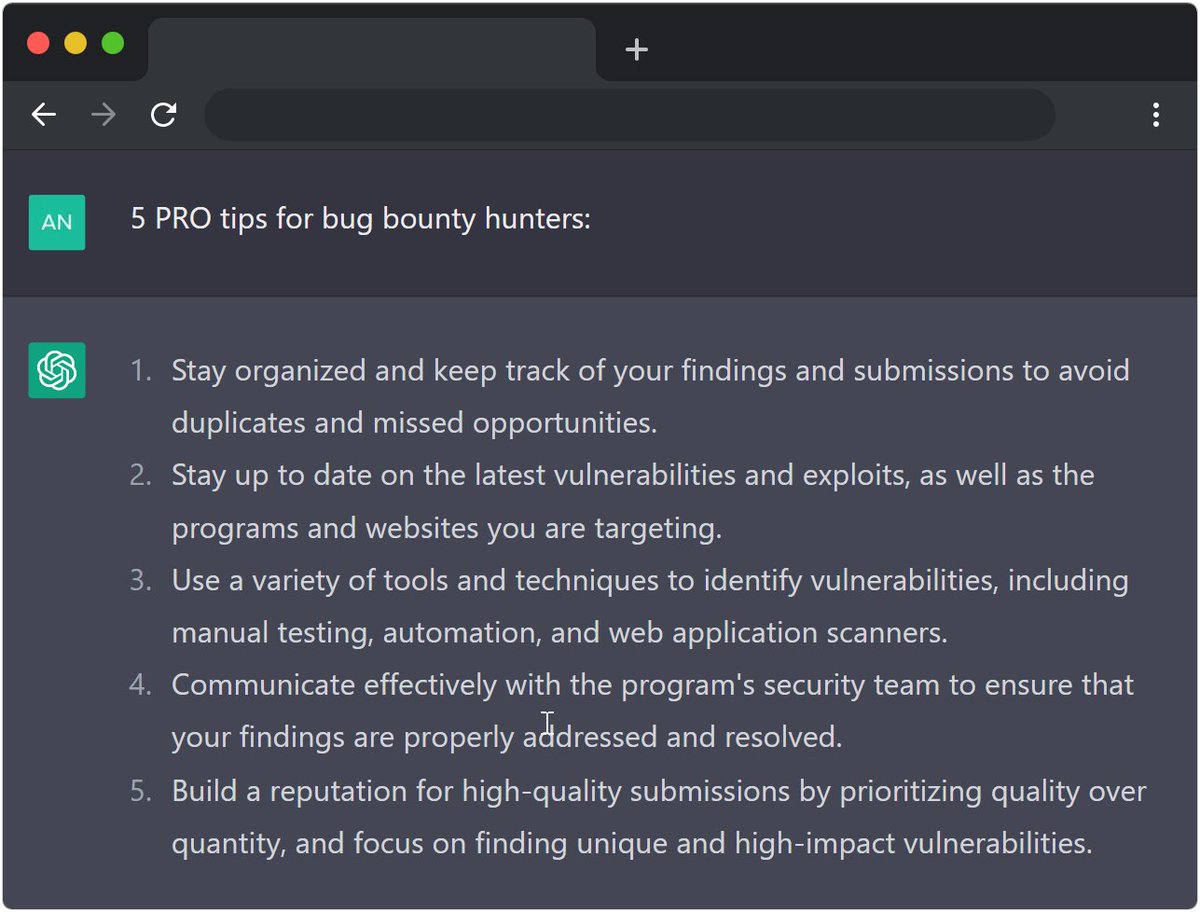 AN
5 PRO tips for bug bounty hunters:
1. Stay organized and keep track of your findings and submissions to avoid
duplicates and missed opportunities.
2. Stay up to date on the latest vulnerabilities and exploits, as well as the
programs and websites you are targeting.
3. Use a variety of tools and techniques to identify vulnerabilities, including
manual testing, automation, and web application scanners.
4. Communicate effectively with the program's security team to ensure that
your findings are properly addressed and resolved.
5. Build a reputation for high-quality submissions by prioritizing quality over
quantity, and focus on finding unique and high-impact vulnerabilities.